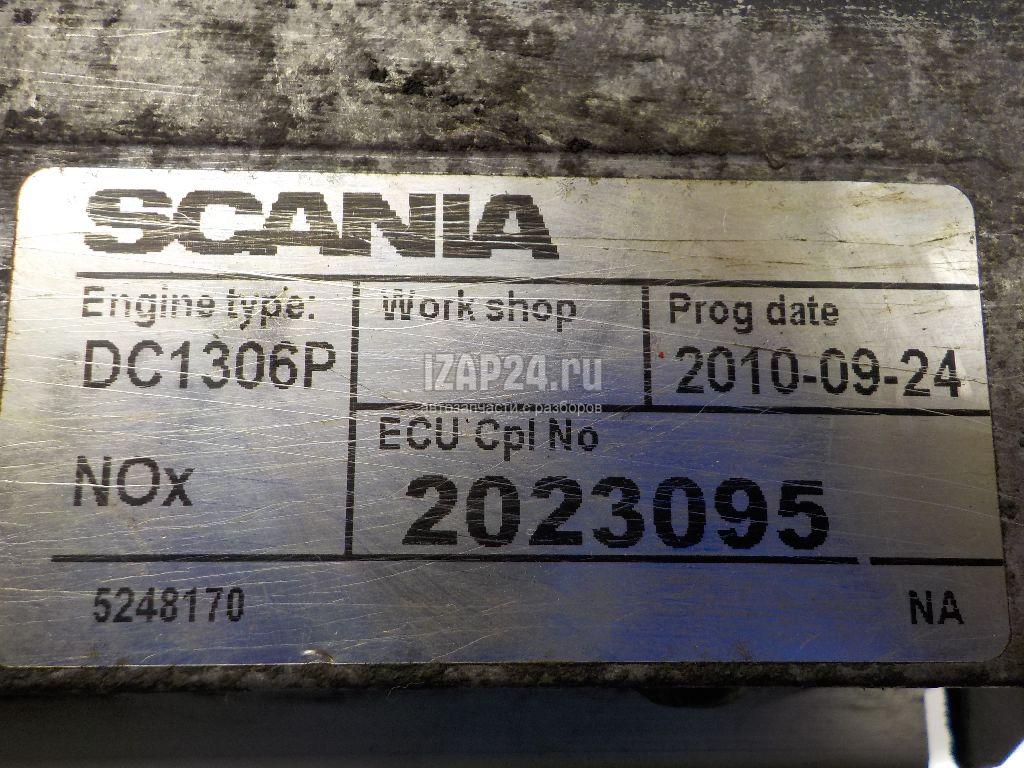 SCANIA
Engine type: Work shop Prog date
DC1306P 2010-09-24
IZAP24.ru
автозапчасти с разборов
ECU Cpl No
NOx 2023095
5248170 NA